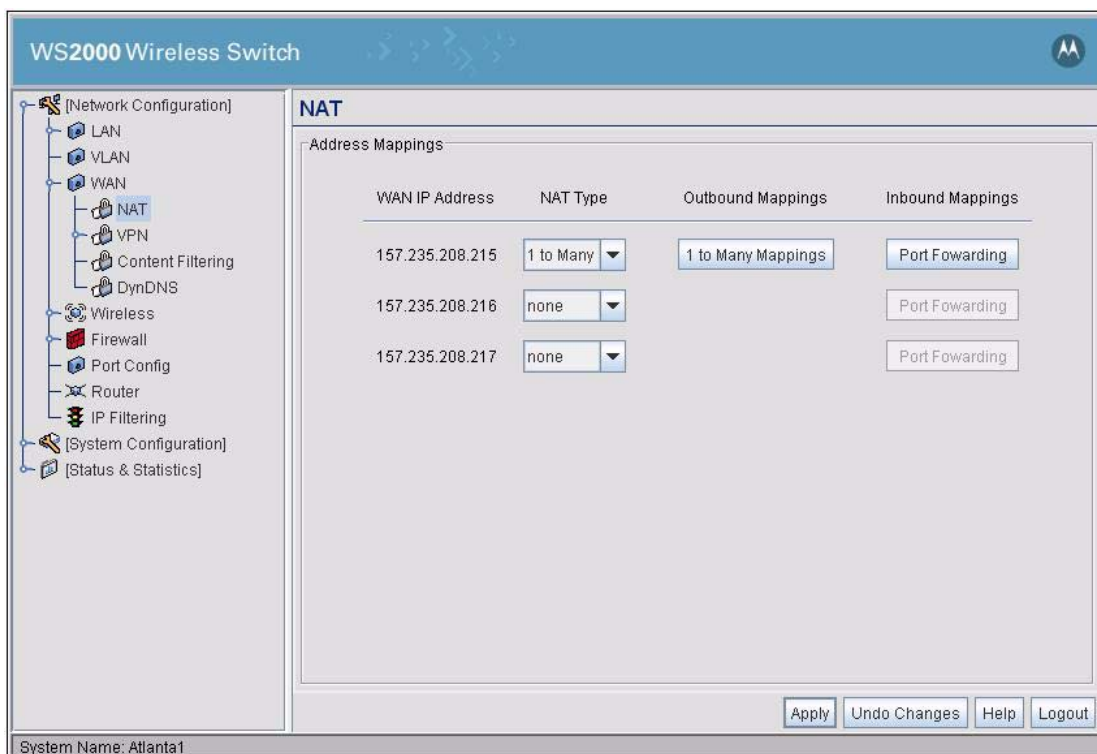 WS2000 Wireless Switch
[Network Configuration]
LAN
VLAN
WAN
NAT
VPN
Content Filtering
DynDNS
Wireless
Firewall
Port Config
Router
IP Filtering
[System Configuration]
[Status & Statistics]
NAT
Address Mappings
WAN IP Address NAT Type Outbound Mappings Inbound Mappings
157.235.208.215 1 to Many 1 to Many Mappings Port Fowarding
157.235.208.216 none Port Fowarding
157.235.208.217 none Port Fowarding
Apply Undo Changes Help Logout
System Name: Atlanta1